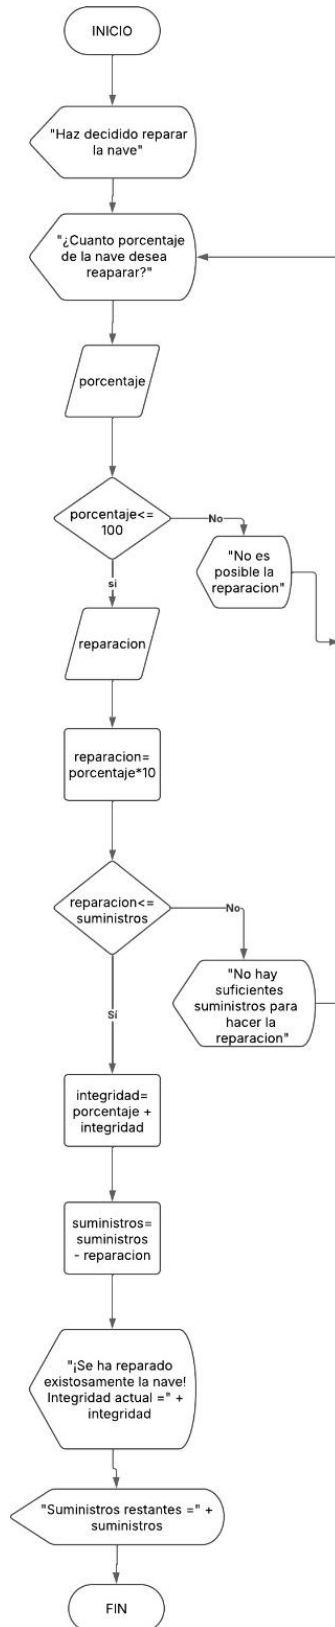 INICIO
"Haz decidido reparar
la nave"
"¿Cuanto porcentaje
de la nave desea
reaparar?"
porcentaje
porcentaje<=
100
No
"No es
posible la
reparacion"
si
reparacion
reparacion=
porcentaje*10
reparacion<=
suministros
No
"No hay
suficientes
suministros para
hacer la
reparacion"
Sí
integridad=
porcentaje +
integridad
suministros=
suministros
- reparacion
"¡Se ha reparado
existosamente la nave!
Integridad actual =" +
integridad
"Suministros restantes =" +
suministros
FIN